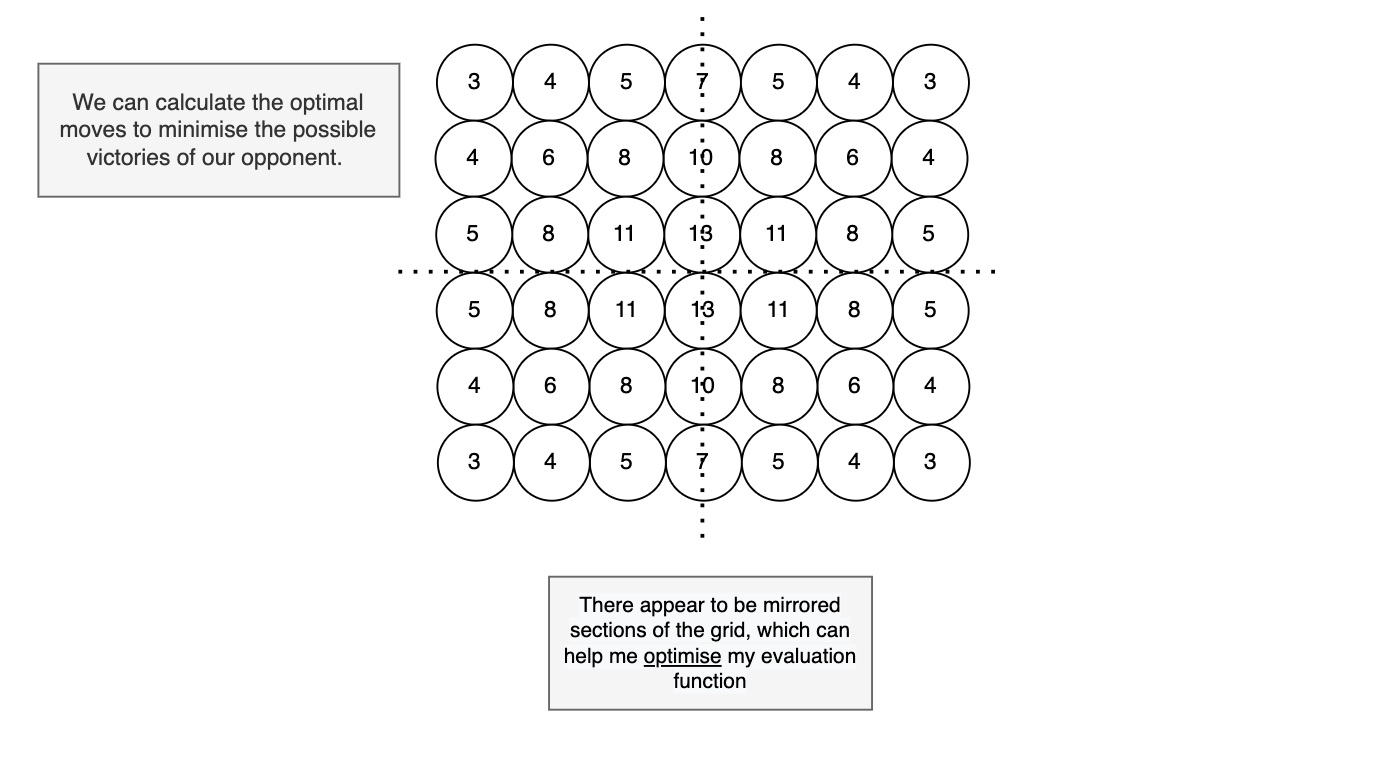 We can calculate the optimal
moves to minimise the possible
victories of our opponent.
3 4 5 7 5 4 3
4 6 8 10 8 6 4
5 8 11 13 11 8 5
5 8 11 13 11 8 5
4 6 8 10 8 6 4
3 4 5 7 5 4 3
There appear to be mirrored
sections of the grid, which can
help me optimise my evaluation
function